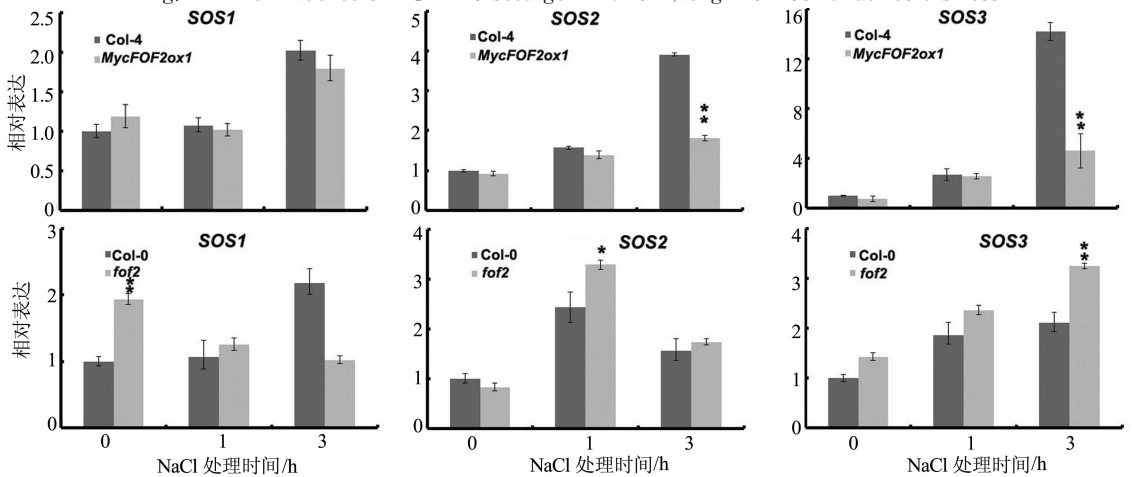 SOS1
2.5
2.0
1.5
1.0
0.5
0
相对表达
Col-4
MycFOF2ox1
SOS2
5
4
3
2
1
0
Col-4
MycFOF2ox1
**
SOS3
16
12
8
4
0
Col-4
MycFOF2ox1
**
SOS1
3
2
1
0
相对表达
Col-0
fof2
**
0
1
3
NaCl 处理时间/h
SOS2
4
3
2
1
0
Col-0
fof2
*
0
1
3
NaCl 处理时间/h
SOS3
4
3
2
1
0
Col-0
fof2
**
0
1
3
NaCl 处理时间/h